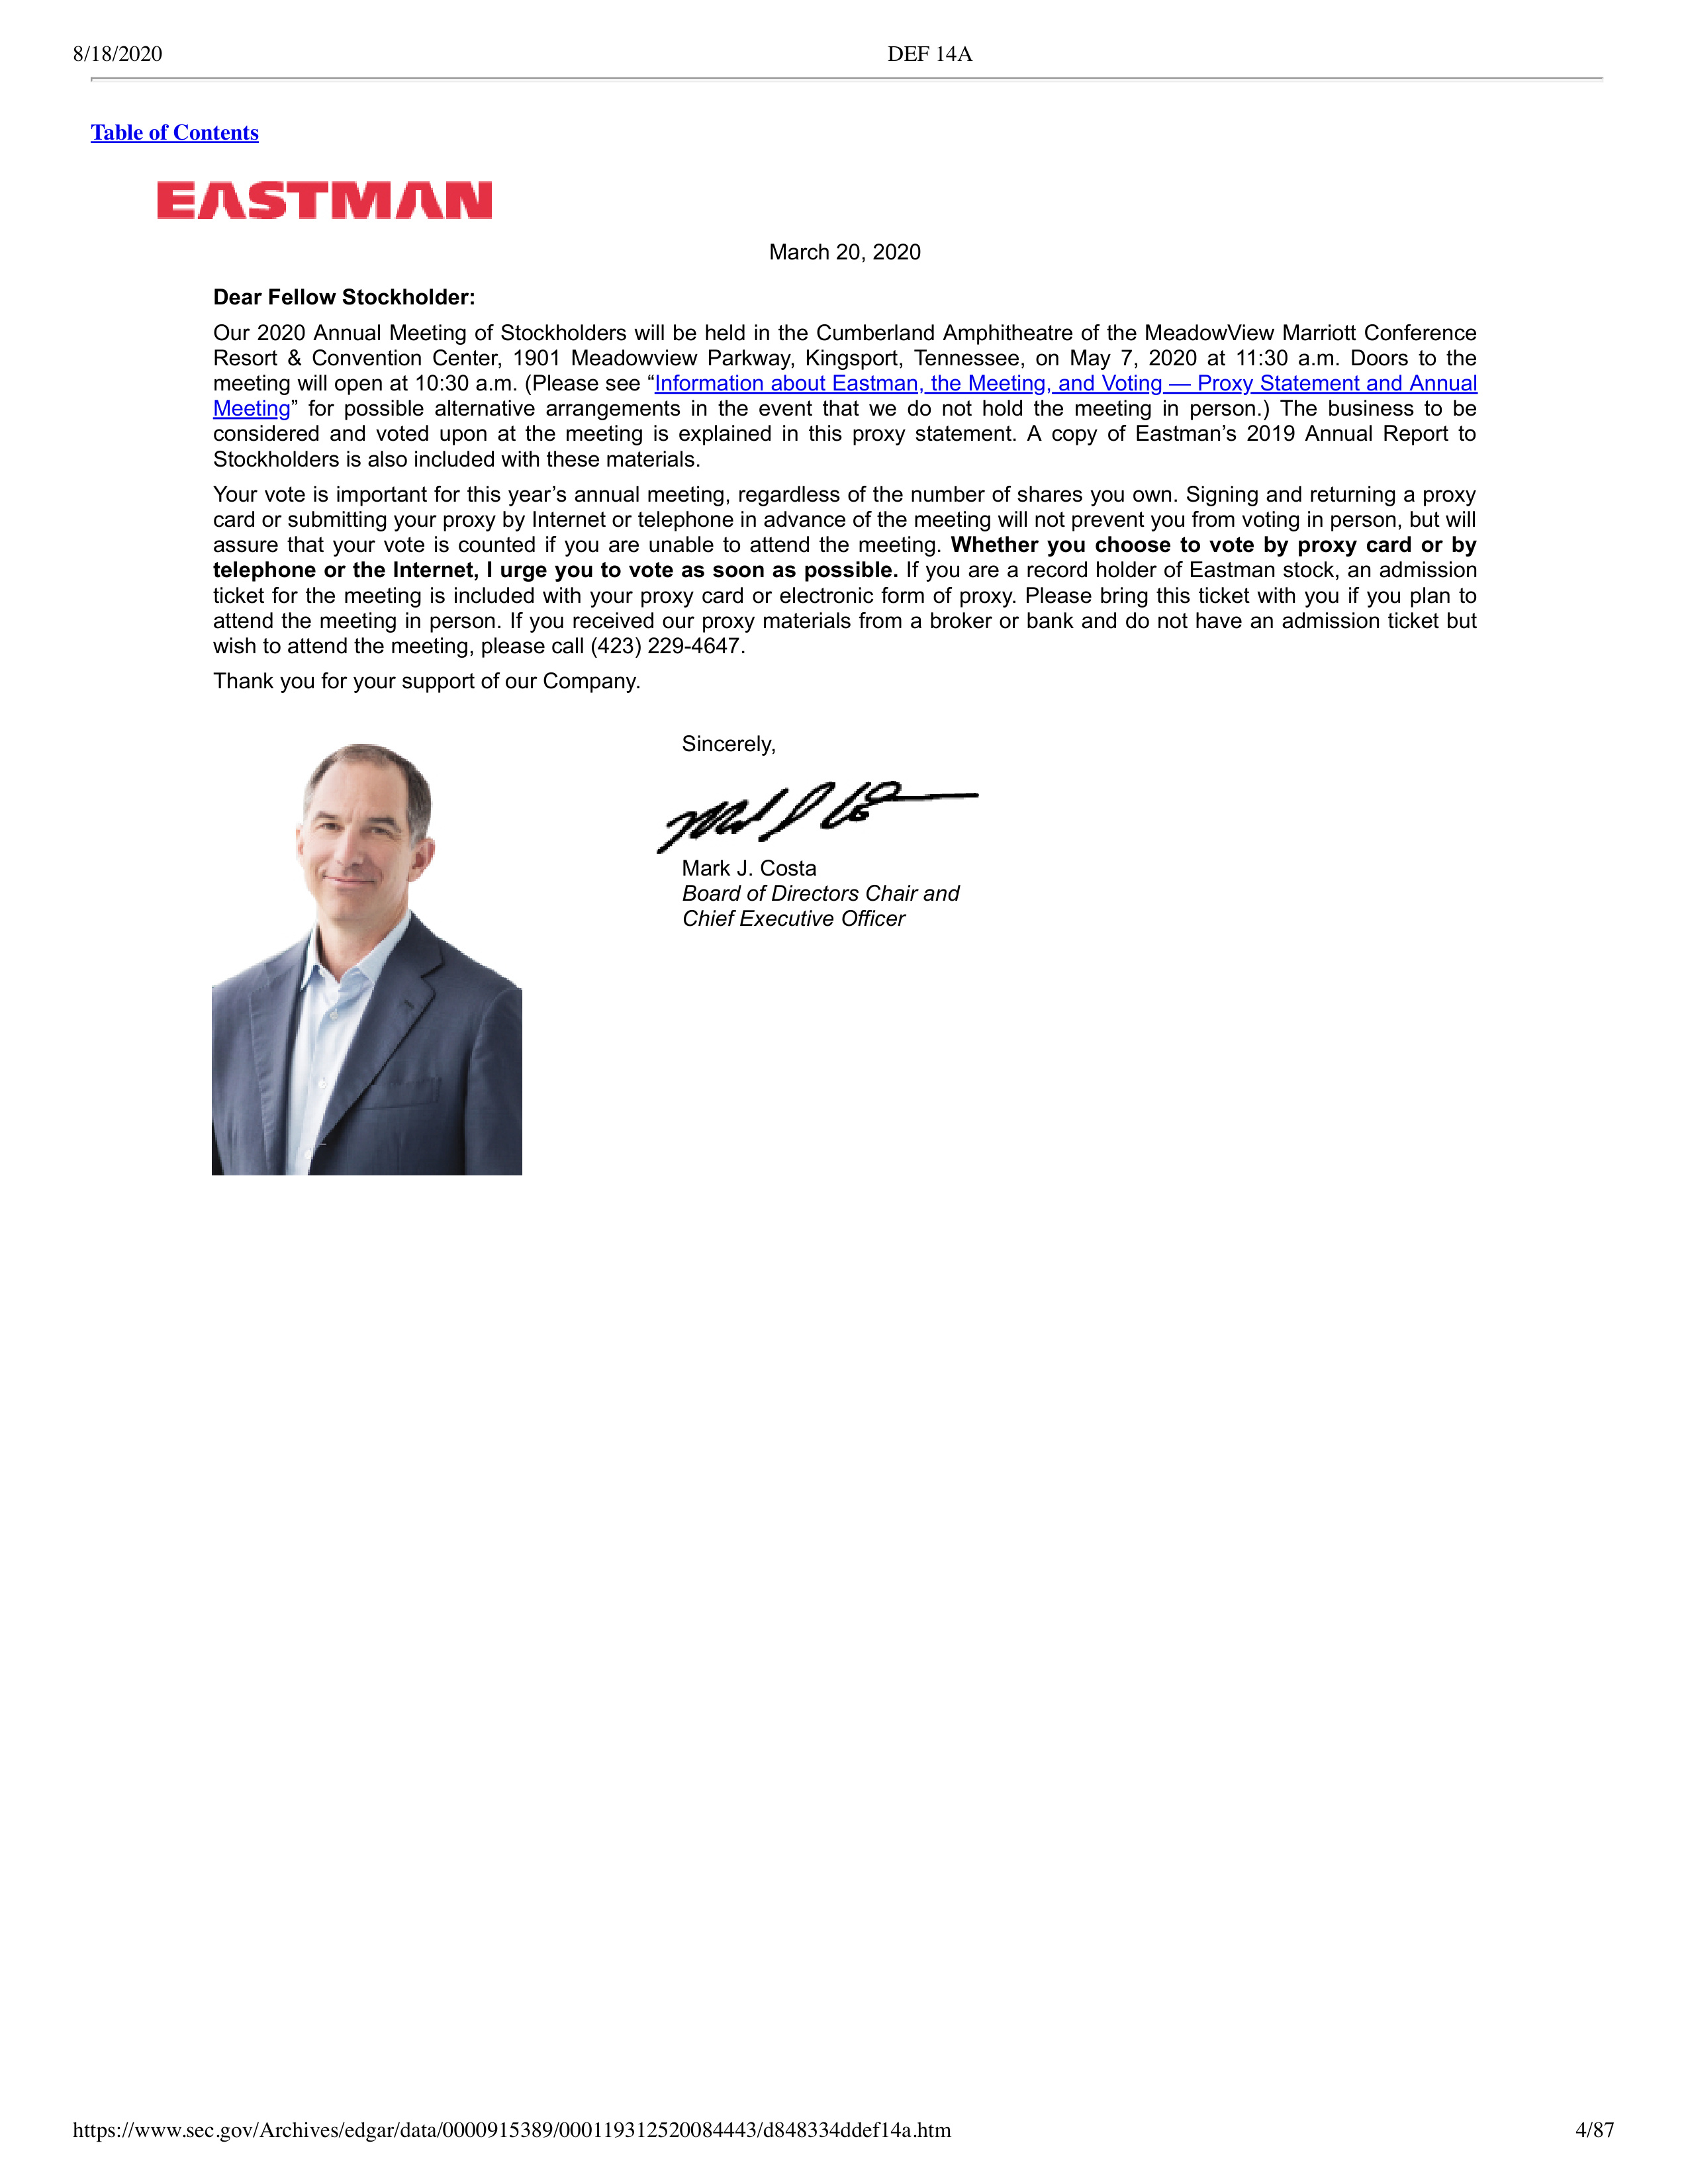 8/18/2020 DEF 14A
Table of Contents
EASTMAN
March 20, 2020
Dear Fellow Stockholder:
Our 2020 Annual Meeting of Stockholders will be held in the Cumberland Amphitheatre of the MeadowView Marriott Conference
Resort & Convention Center, 1901 Meadowview Parkway, Kingsport, Tennessee, on May 7, 2020 at 11:30 a.m. Doors to the
meeting will open at 10:30 a.m. (Please see “Information about Eastman, the Meeting, and Voting — Proxy Statement and Annual
Meeting” for possible alternative arrangements in the event that we do not hold the meeting in person.) The business to be
considered and voted upon at the meeting is explained in this proxy statement. A copy of Eastman’s 2019 Annual Report to
Stockholders is also included with these materials.
Your vote is important for this year’s annual meeting, regardless of the number of shares you own. Signing and returning a proxy
card or submitting your proxy by Internet or telephone in advance of the meeting will not prevent you from voting in person, but will
assure that your vote is counted if you are unable to attend the meeting. Whether you choose to vote by proxy card or by
telephone or the Internet, I urge you to vote as soon as possible. If you are a record holder of Eastman stock, an admission
ticket for the meeting is included with your proxy card or electronic form of proxy. Please bring this ticket with you if you plan to
attend the meeting in person. If you received our proxy materials from a broker or bank and do not have an admission ticket but
wish to attend the meeting, please call (423) 229-4647.
Thank you for your support of our Company.
Sincerely,
Mark J. Costa
Board of Directors Chair and
Chief Executive Officer
https://www.sec.gov/Archives/edgar/data/0000915389/000119312520084443/d848334ddef14a.htm 4/87